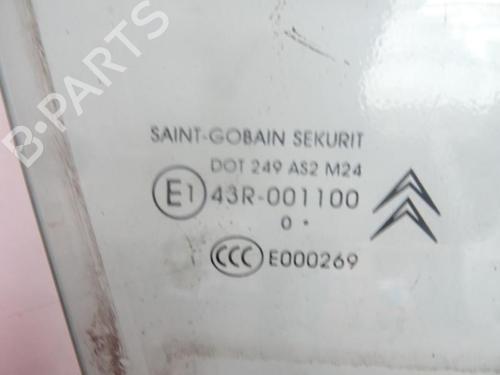 B-PARTS
SAINT-GOBAIN SEKURIT
DOT 249 AS2 M24
E1 43R-001100
0 •
CCC E000269